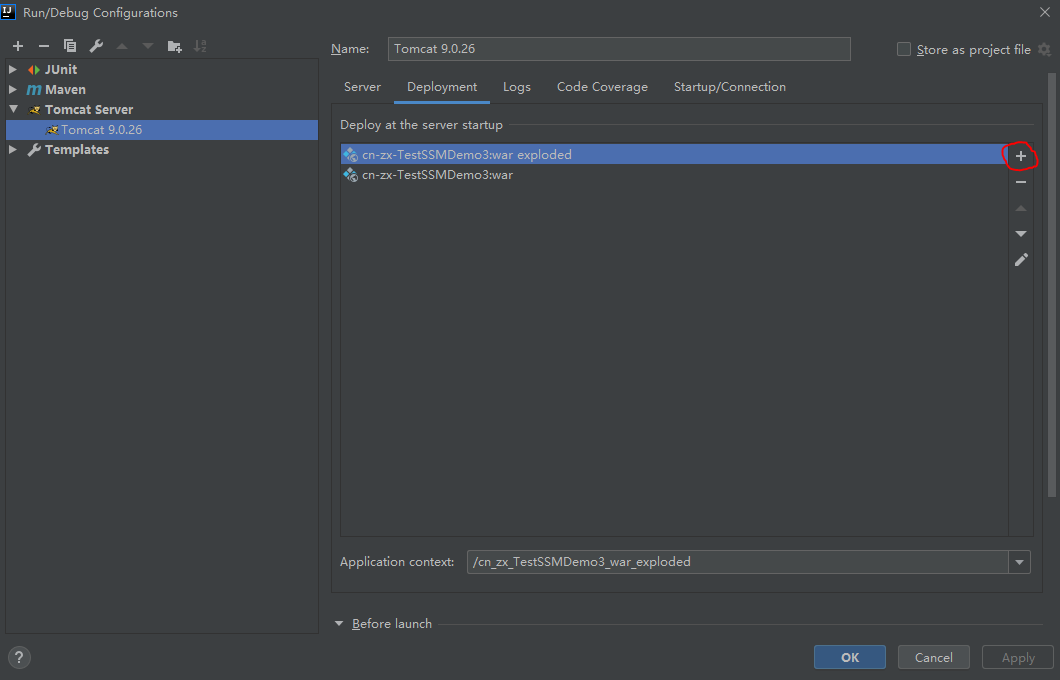 Run/Debug Configurations
Name: Tomcat 9.0.26 Store as project file
JUnit
Maven
Tomcat Server
Tomcat 9.0.26
Templates
Server Deployment Logs Code Coverage Startup/Connection
Deploy at the server startup
cn-zx-TestSSMDemo3:war exploded
cn-zx-TestSSMDemo3:war
Application context: /cn_zx_TestSSMDemo3_war_exploded
Before launch
? OK Cancel Apply